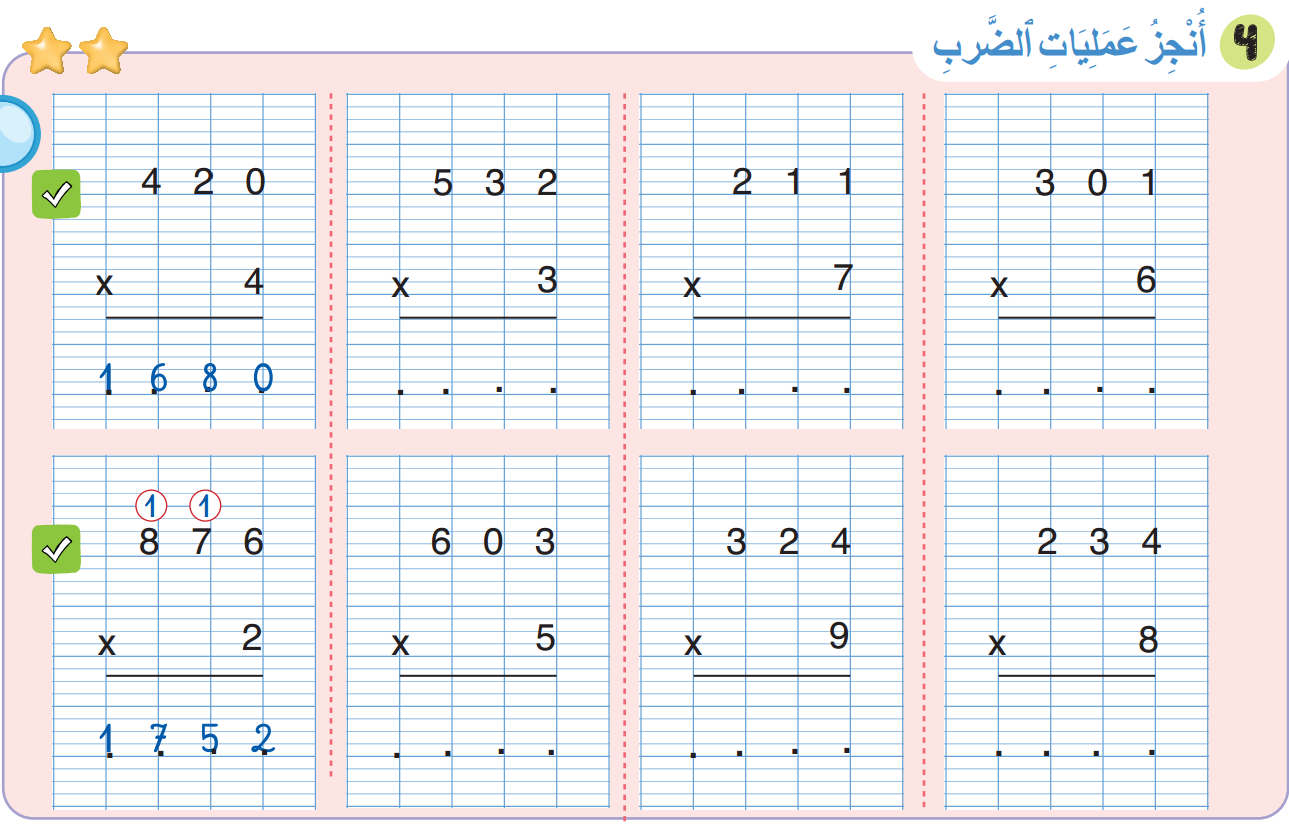 4 أُنْجِزُ عَمَلِيَاتِ ٱلضَّربِ
4 2 0 5 3 2 2 1 1 3 0 1
x 4 x 3 x 7 x 6
1 6 8 0 . . . . . . . . . . . .
1 1
8 7 6 6 0 3 3 2 4 2 3 4
x 2 x 5 x 9 x 8
1 7 5 2 . . . . . . . . . . . .